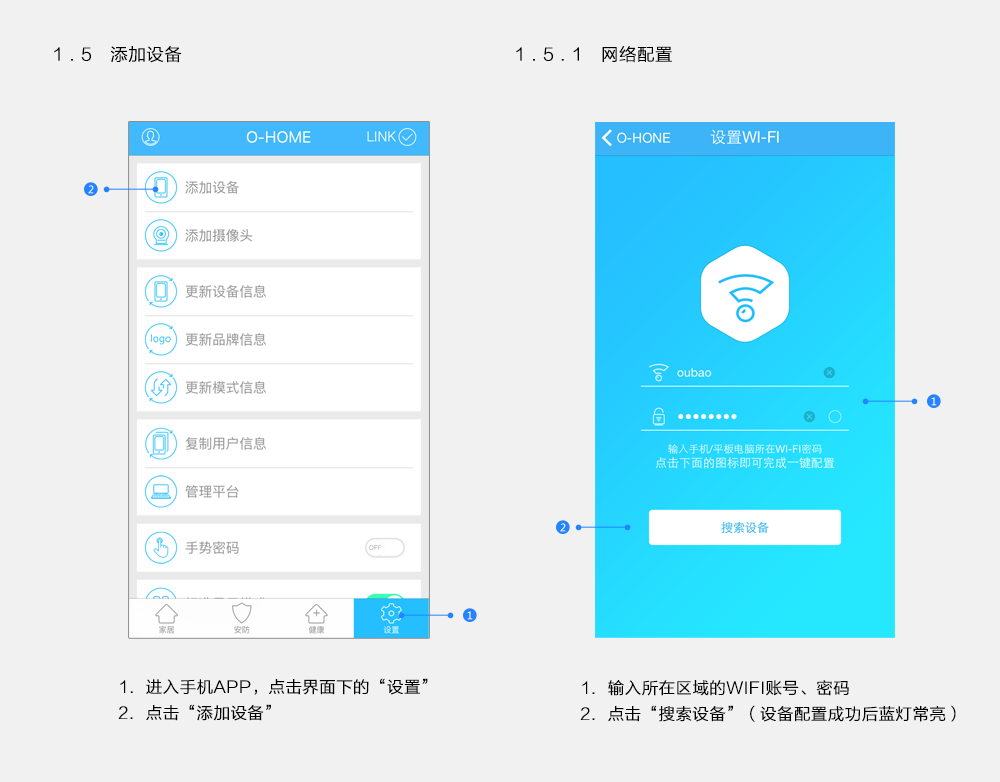 1.5 添加设备
O-HOME
LINK
2
添加设备
添加摄像头
更新设备信息
logo
更新品牌信息
更新模式信息
复制用户信息
管理平台
手势密码
OFF
家居
安防
健康
设置
1
1. 进入手机APP，点击界面下的“设置”
2. 点击“添加设备”
1.5.1 网络配置
O-HONE
设置WI-FI
oubao
●●●●●●●●
1
输入手机/平板电脑所在WI-FI密码
点击下面的图标即可完成一键配置
2
搜索设备
1. 输入所在区域的WIFI账号、密码
2. 点击“搜索设备”（设备配置成功后蓝灯常亮）